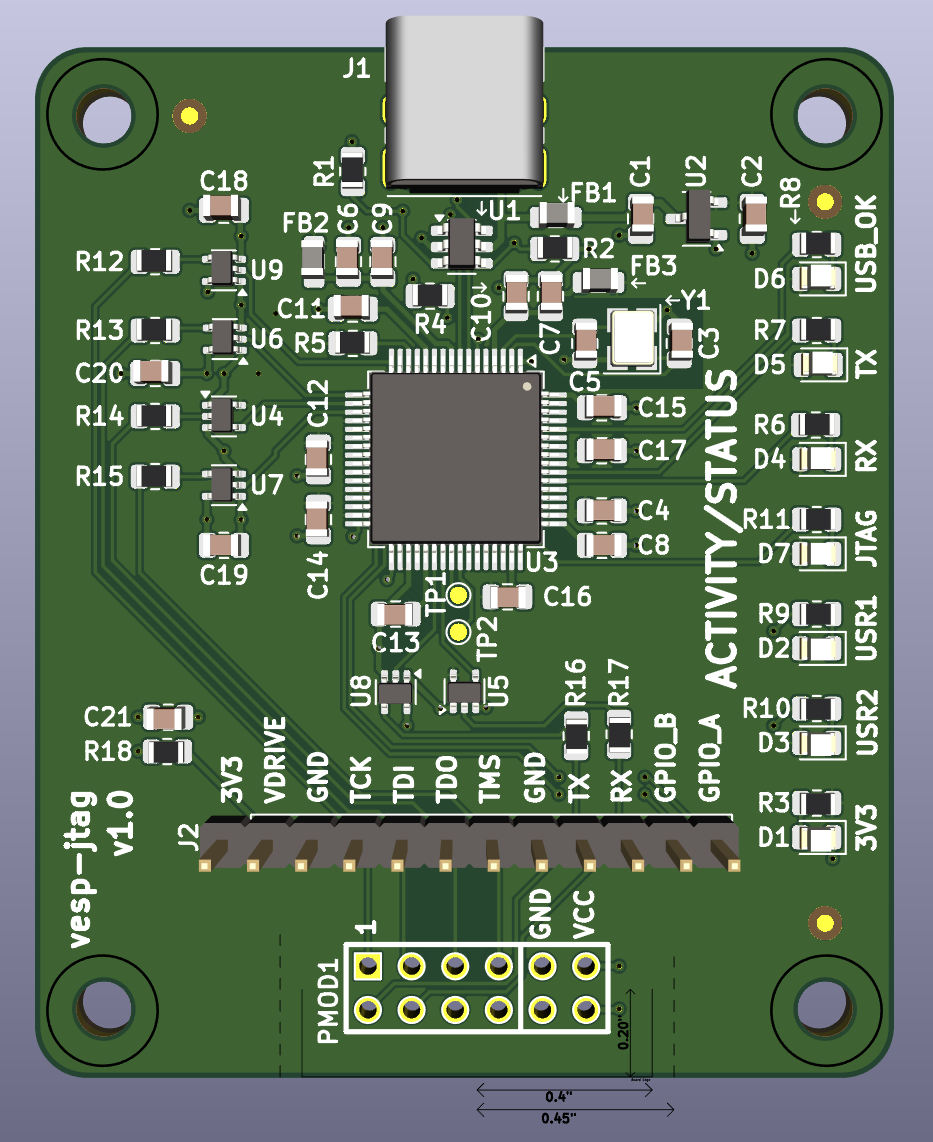 J1
R1
C18
FB2
C6
C9
U1
FB1
C1
U2
C2
R8
USB_OK
R12
U9
R2
D6
FB3
C11
R4
C10
C7
Y1
R13
U6
R5
C3
R7
TX
D5
C20
C5
C12
R14
U4
C15
R6
C17
D4
RX
R15
U7
C4
R11
C8
D7
JTAG
C14
U3
C19
ACTIVITY/STATUS
TP1
C16
R9
C13
TP2
D2
USR1
U8
U5
R16
R17
C21
R10
R18
D3
USR2
3V3
VDRIVE
GND
TCK
TDI
TDO
TMS
GND
TX
RX
GPIO_B
GPIO_A
R3
D1
3V3
J2
vesp-jtag
v1.0
1
GND
VCC
PMOD1
0.20"
0.4"
0.45"